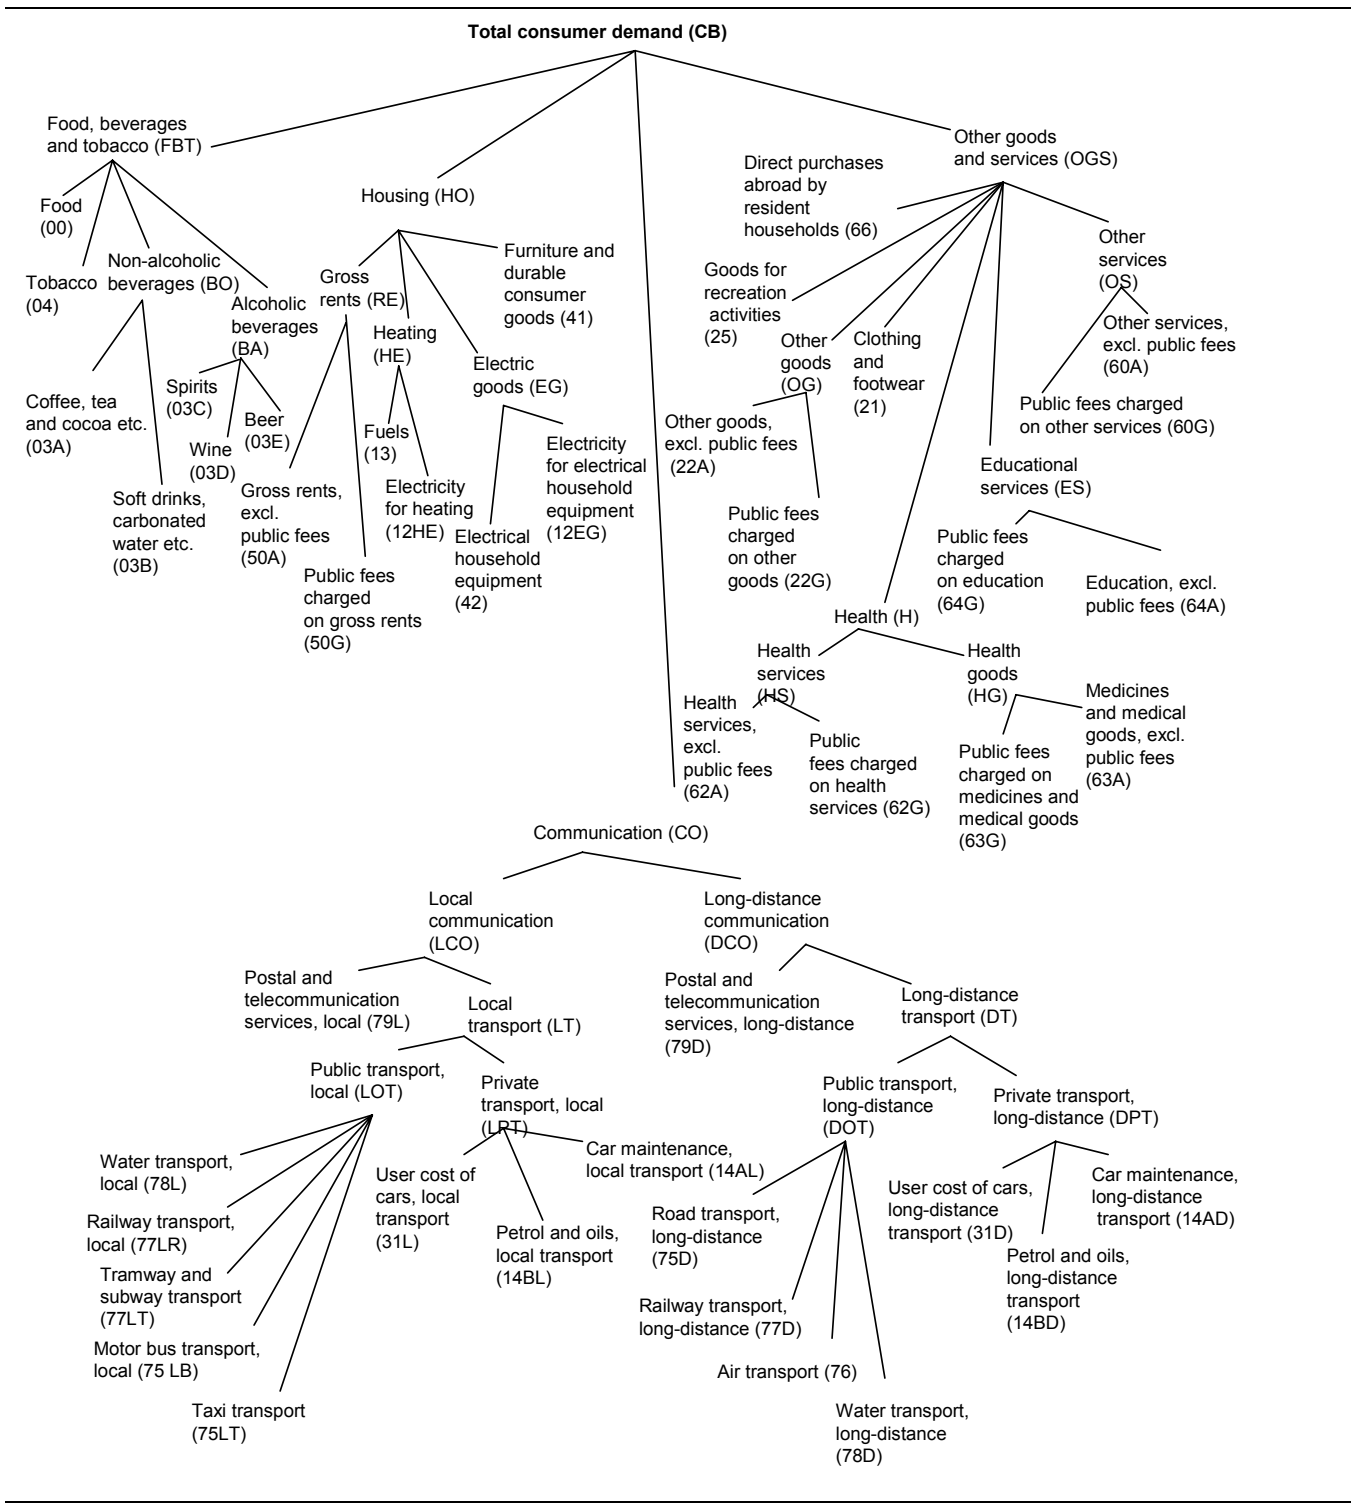 Total consumer demand (CB)
Food, beverages
and tobacco (FBT)
Food
(00)
Tobacco
(04)
Non-alcoholic
beverages (BO)
Alcoholic
beverages
(BA)
Coffee, tea
and cocoa etc.
(03A)
Soft drinks,
carbonated
water etc.
(03B)
Spirits
(03C)
Wine
(03D)
Beer
(03E)
Housing (HO)
Gross
rents (RE)
Heating
(HE)
Electric
goods (EG)
Furniture and
durable
consumer
goods (41)
Gross rents,
excl.
public fees
(50A)
Public fees
charged
on gross rents
(50G)
Fuels
(13)
Electricity
for heating
(12HE)
Electrical
household
equipment
(42)
Electricity
for electrical
household
equipment
(12EG)
Other goods
and services (OGS)
Direct purchases
abroad by
resident
households (66)
Goods for
recreation
activities
(25)
Other
goods
(OG)
Clothing
and
footwear
(21)
Other
services
(OS)
Other services,
excl. public fees
(60A)
Public fees charged
on other services (60G)
Other goods,
excl. public fees
(22A)
Public fees
charged
on other
goods (22G)
Educational
services (ES)
Public fees
charged
on education
(64G)
Education, excl.
public fees (64A)
Health (H)
Health
services
(HS)
Health
goods
(HG)
Health
services,
excl.
public fees
(62A)
Public
fees charged
on health
services (62G)
Public fees
charged on
medicines and
medical goods
(63G)
Medicines
and medical
goods, excl.
public fees
(63A)
Communication (CO)
Local
communication
(LCO)
Long-distance
communication
(DCO)
Postal and
telecommunication
services, local (79L)
Local
transport (LT)
Postal and
telecommunication
services, long-distance
(79D)
Long-distance
transport (DT)
Public transport,
local (LOT)
Private
transport, local
(LPT)
Public transport,
long-distance
(DOT)
Private transport,
long-distance (DPT)
Water transport,
local (78L)
Railway transport,
local (77LR)
Tramway and
subway transport
(77LT)
Motor bus transport,
local (75 LB)
Taxi transport
(75LT)
User cost of
cars, local
transport
(31L)
Petrol and oils,
local transport
(14BL)
Car maintenance,
local transport (14AL)
Road transport,
long-distance
(75D)
Railway transport,
long-distance (77D)
Air transport (76)
Water transport,
long-distance
(78D)
User cost of cars,
long-distance
transport (31D)
Petrol and oils,
long-distance
transport
(14BD)
Car maintenance,
long-distance
transport (14AD)